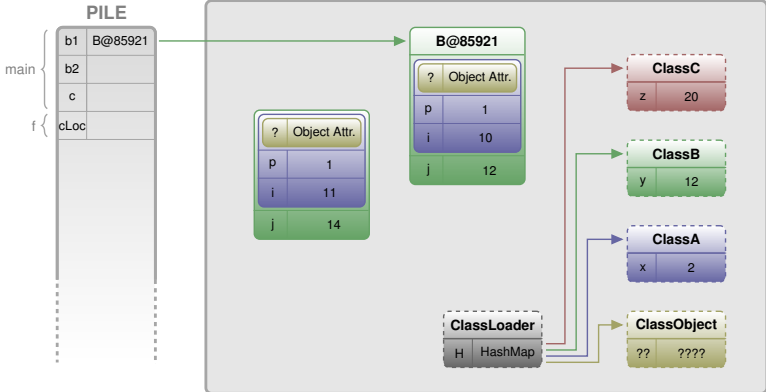 PILE
main
b1 B@85921
b2
c
f
cLoc
B@85921
? Object Attr.
p 1
i 10
j 12
? Object Attr.
p 1
i 11
j 14
ClassC
z 20
ClassB
y 12
ClassA
x 2
ClassLoader
H HashMap
ClassObject
?? ????